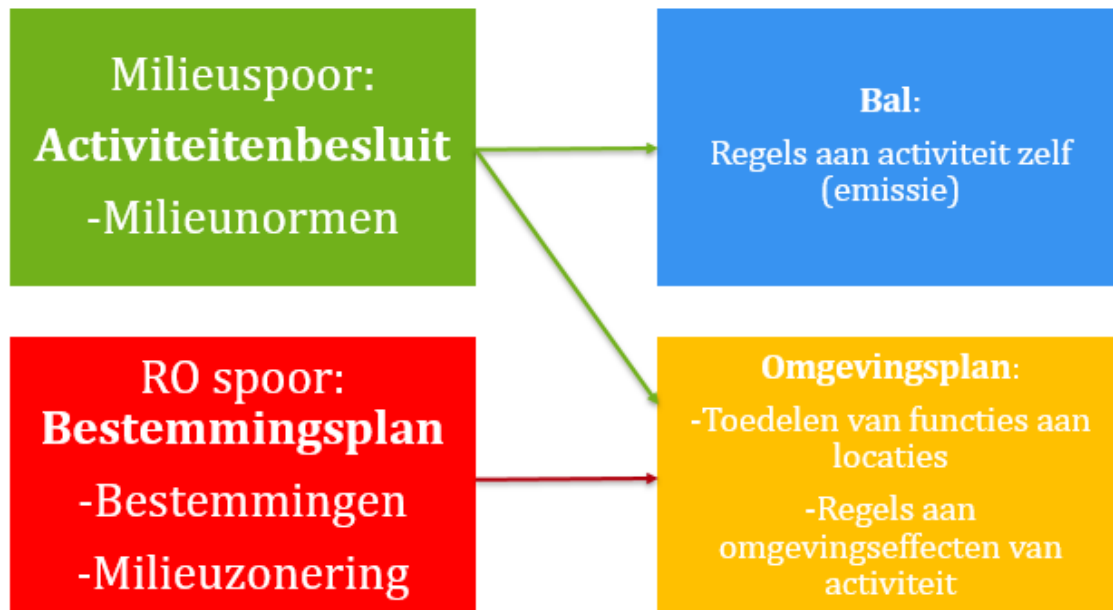 Milieuspoor:
Activiteitenbesluit
-Milieunormen
Bal:
Regels aan activiteit zelf
(emissie)
RO spoor:
Bestemmingsplan
-Bestemmingen
-Milieuzonering
Omgevingsplan:
-Toedelen van functies aan
locaties
-Regels aan
omgevingseffecten van
activiteit